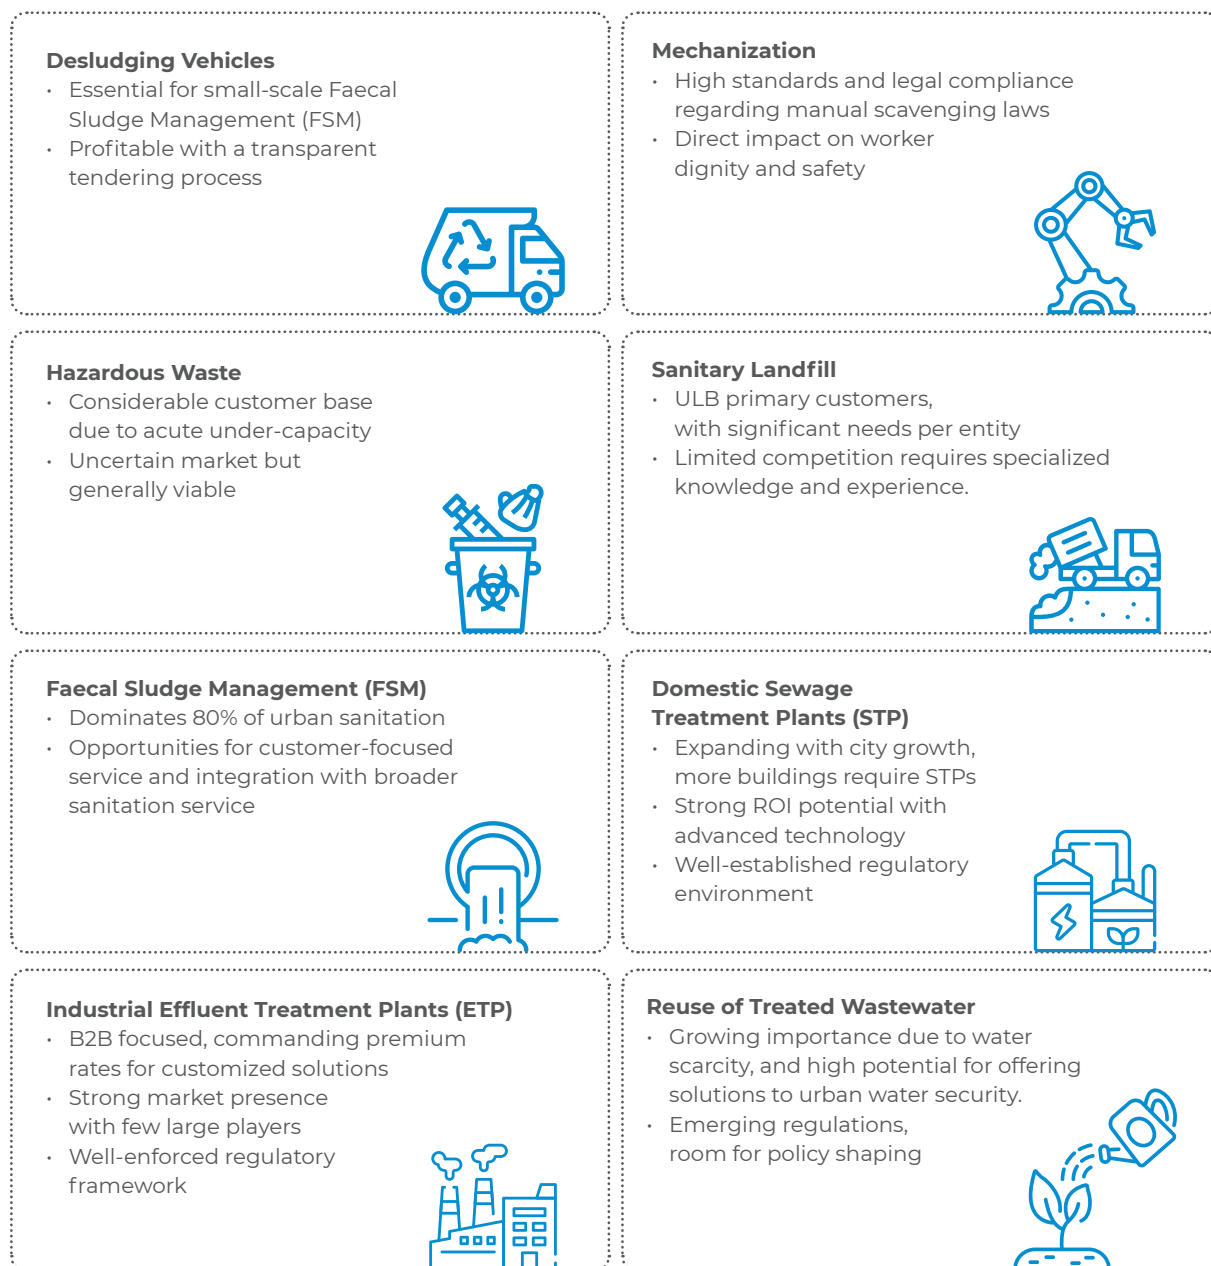 Desludging Vehicles
• Essential for small-scale Faecal
Sludge Management (FSM)
• Profitable with a transparent
tendering process
Mechanization
• High standards and legal compliance
regarding manual scavenging laws
• Direct impact on worker
dignity and safety
Hazardous Waste
• Considerable customer base
due to acute under-capacity
• Uncertain market but
generally viable
Sanitary Landfill
• ULB primary customers,
with significant needs per entity
• Limited competition requires specialized
knowledge and experience.
Faecal Sludge Management (FSM)
• Dominates 80% of urban sanitation
• Opportunities for customer-focused
service and integration with broader
sanitation service
Domestic Sewage
Treatment Plants (STP)
• Expanding with city growth,
more buildings require STPs
• Strong ROI potential with
advanced technology
• Well-established regulatory
environment
Industrial Effluent Treatment Plants (ETP)
• B2B focused, commanding premium
rates for customized solutions
• Strong market presence
with few large players
• Well-enforced regulatory
framework
Reuse of Treated Wastewater
• Growing importance due to water
scarcity, and high potential for offering
solutions to urban water security.
• Emerging regulations,
room for policy shaping